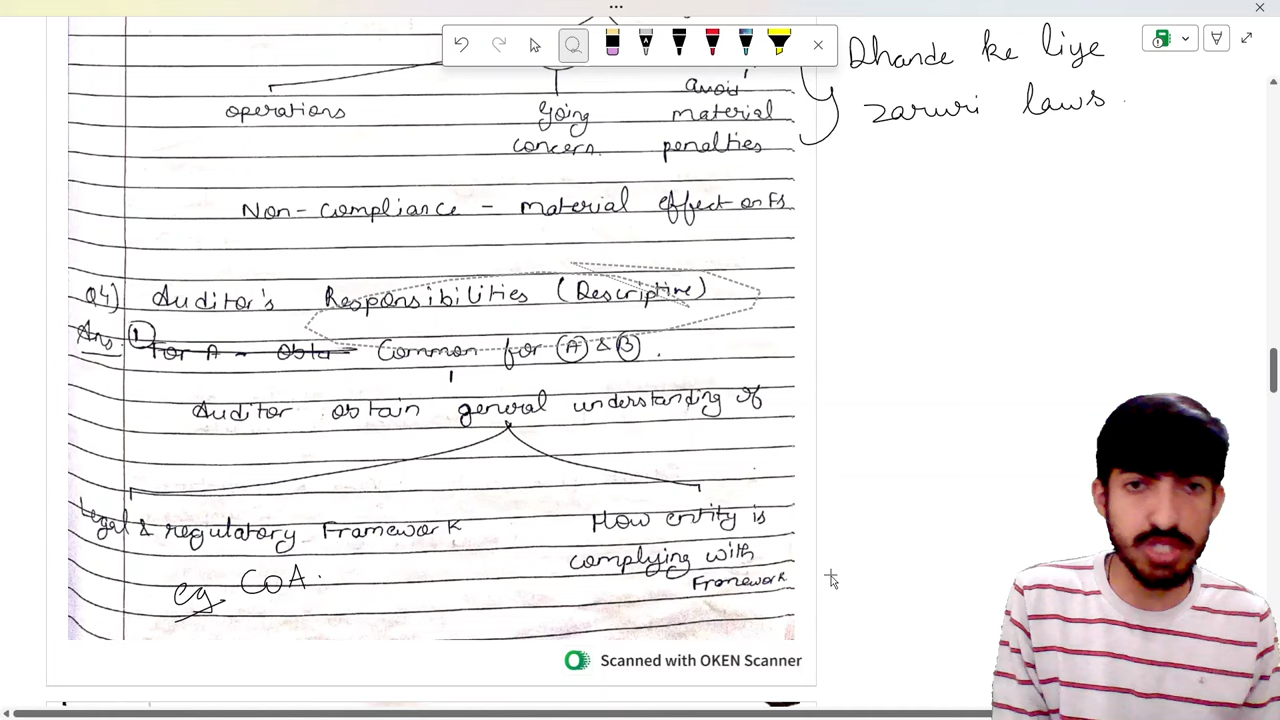 Dhande ke liye
zaruri laws.
avoid
operations
going
material
concern.
penalties
Non-compliance - material effect on Fs
Q4) Auditor's Responsibilities (Descriptive)
Ans ① For A - Obta Common for Ⓐ & Ⓑ.
Auditor obtain general understanding of
Legal & regulatory Framework
How entity is
complying with
Framework
eg. CoA.
Scanned with OKEN Scanner